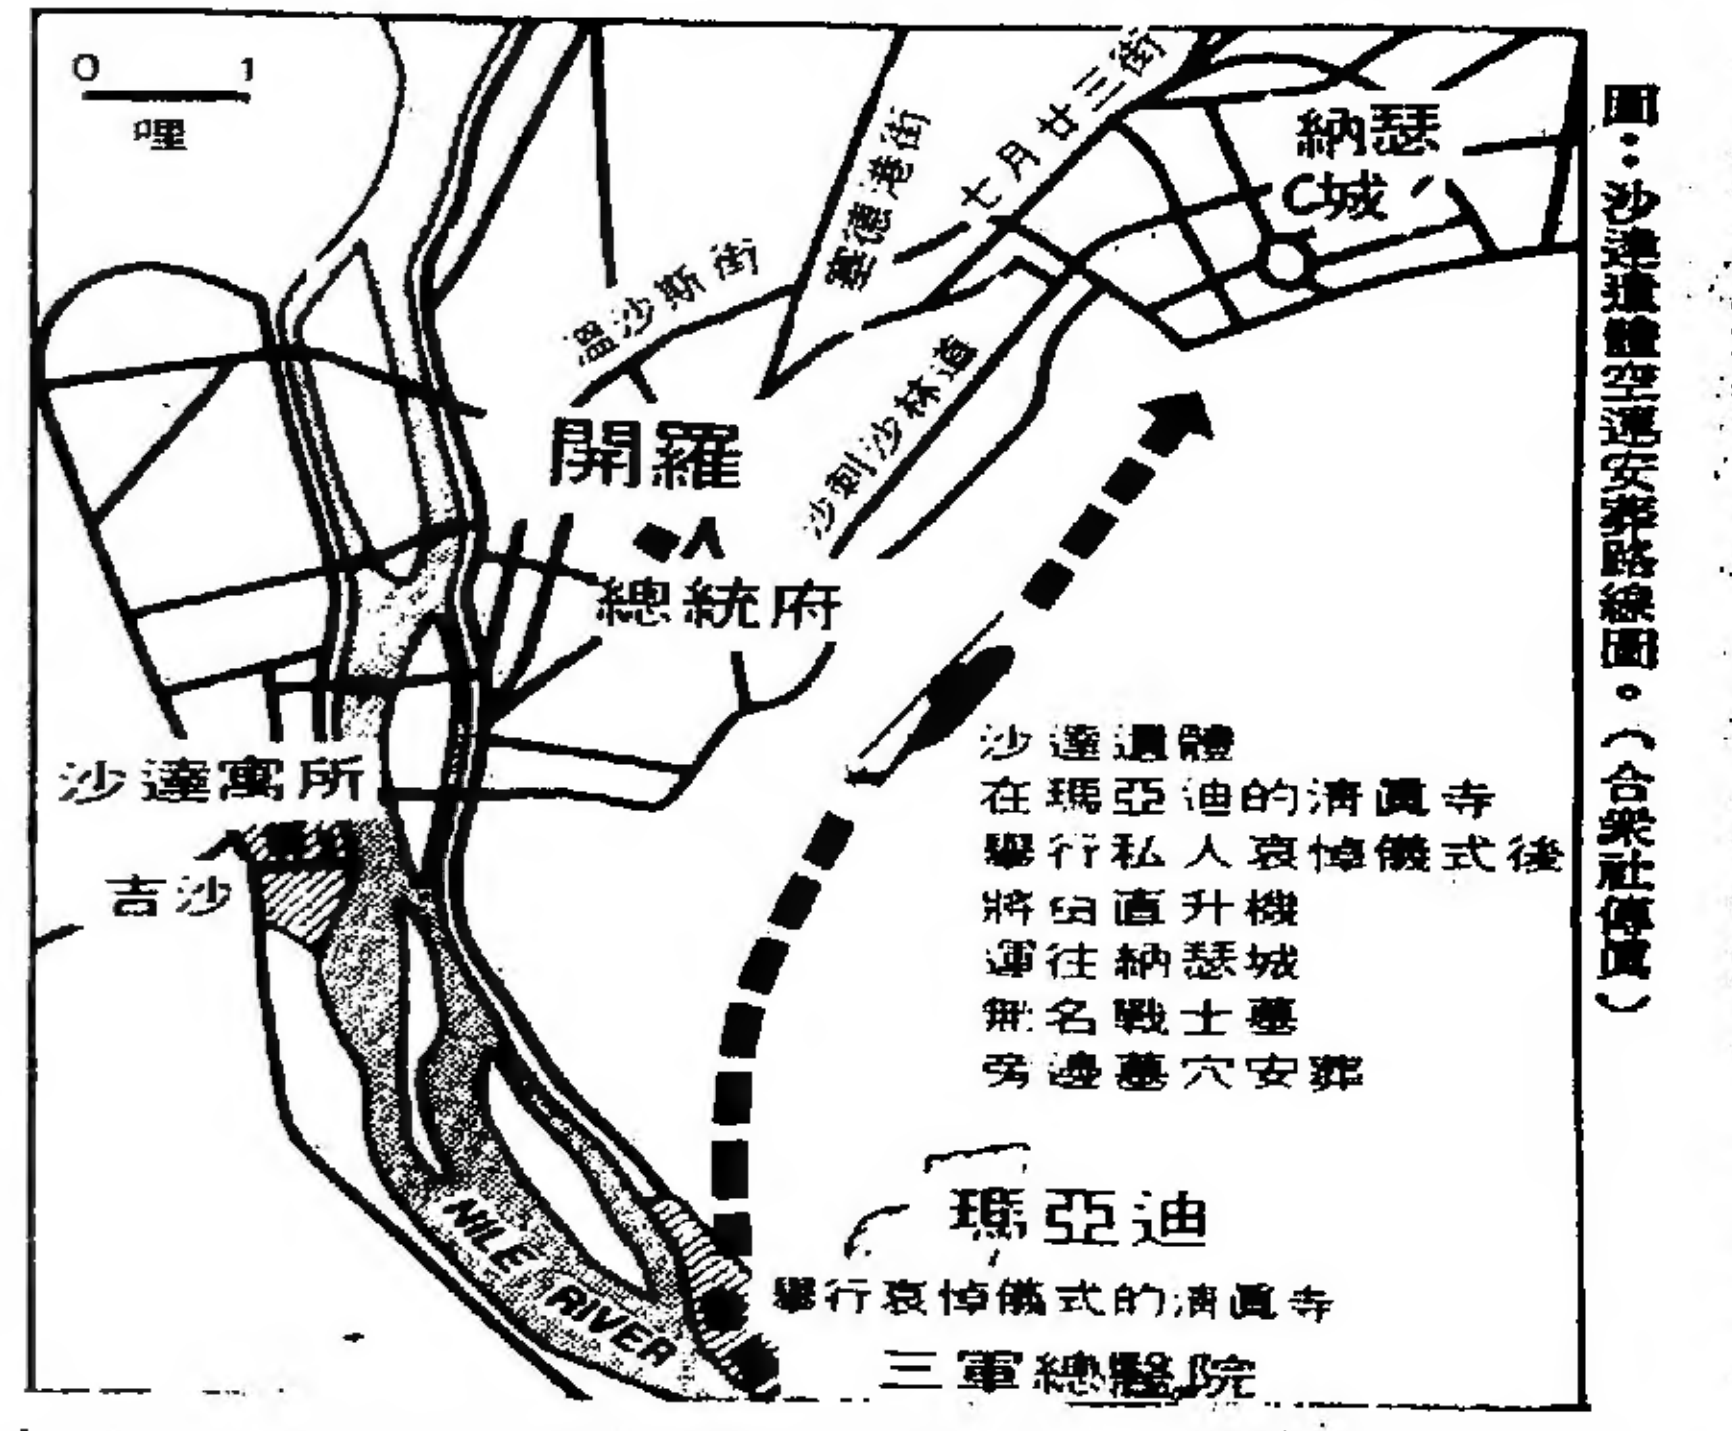 0 1
哩
納瑟
C城
七月廿三街
塞德港街
溫沙斯街
沙刺沙林道
開羅
總統府
沙達寓所
吉沙
沙達遺體
在瑪亞迪的清眞寺
舉行私人哀悼儀式後
將由直升機
運往納瑟城
無名戰士墓
旁邊墓穴安葬
瑪亞迪
舉行哀悼儀式的清眞寺
三軍總醫院
NILE RIVER
圖：沙達遺體空運安葬路線圖。（合衆社傳眞）